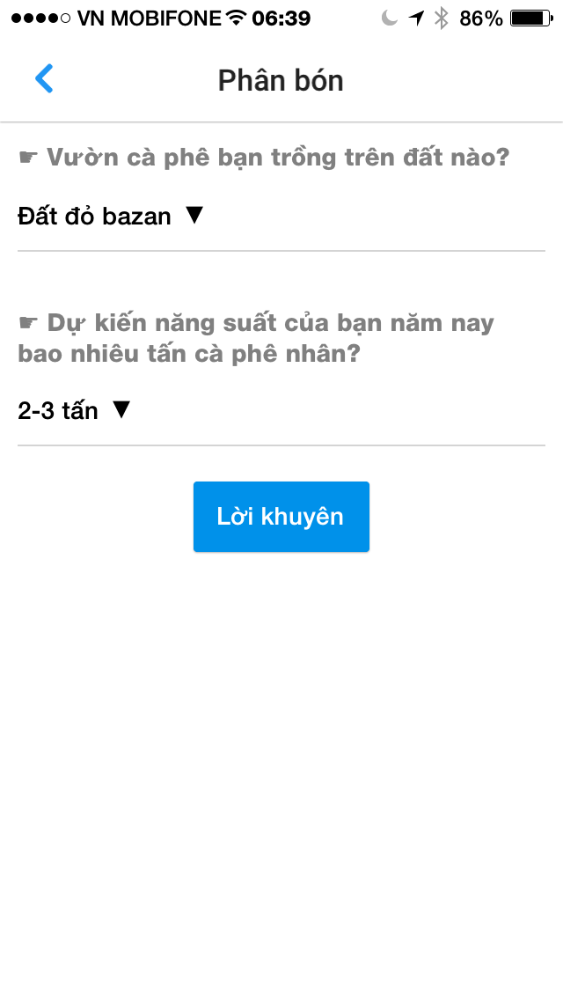 VN MOBIFONE 06:39 86%
Phân bón
☛ Vườn cà phê bạn trồng trên đất nào?
Đất đỏ bazan ▼
☛ Dự kiến năng suất của bạn năm nay
bao nhiêu tấn cà phê nhân?
2-3 tấn ▼
Lời khuyên